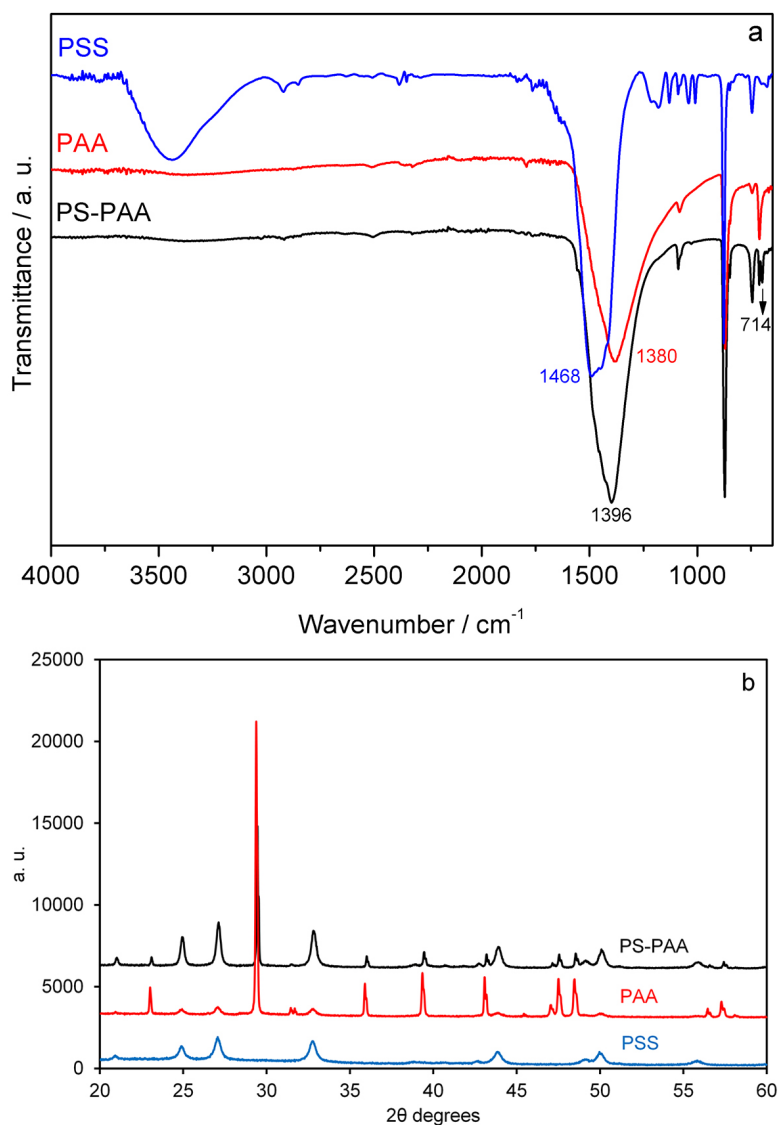 a
PSS
PAA
PS-PAA
Transmittance / a. u.
714
1468
1380
1396
4000 3500 3000 2500 2000 1500 1000
Wavenumber / cm⁻¹
b
25000
20000
15000
10000
5000
0
a. u.
PS-PAA
PAA
PSS
20 25 30 35 40 45 50 55 60
2θ degrees